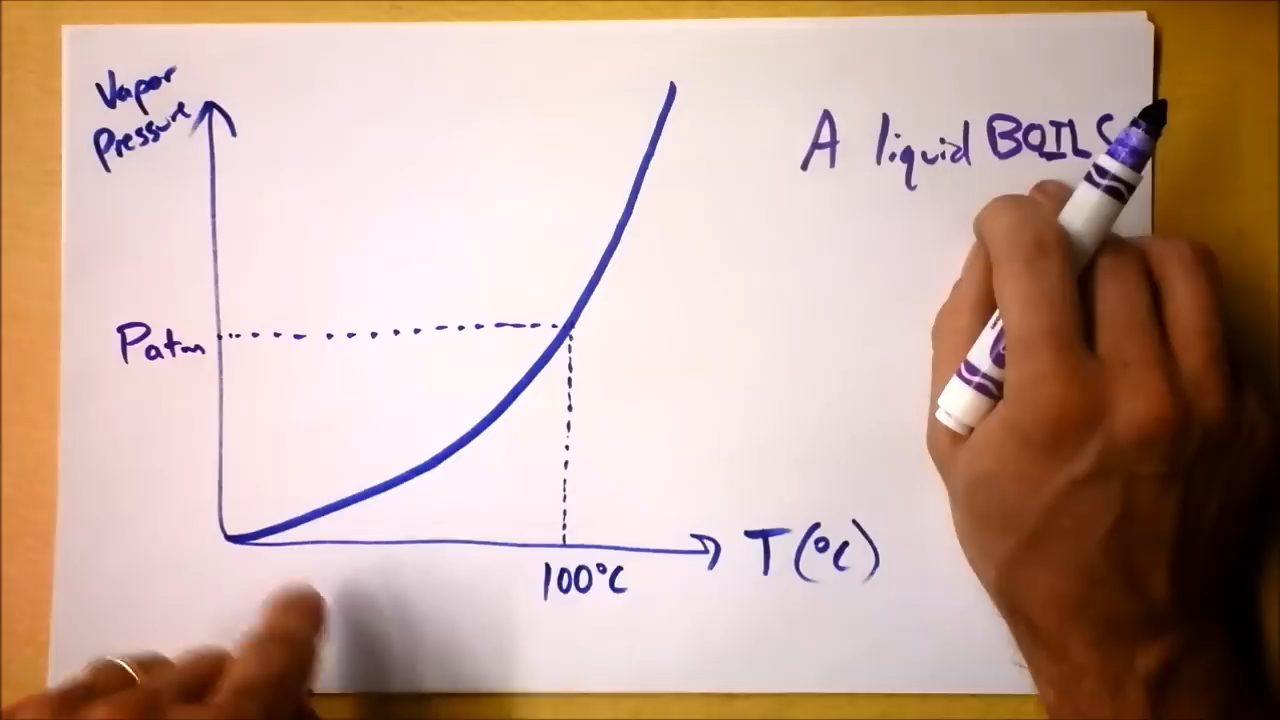 Vapor
Pressure
A liquid BOILS
Patm
T(°C)
100°C